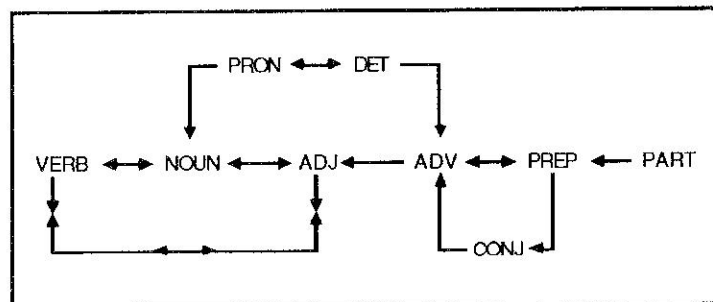 PRON DET
VERB NOUN ADJ ADV PREP PART
CONJ